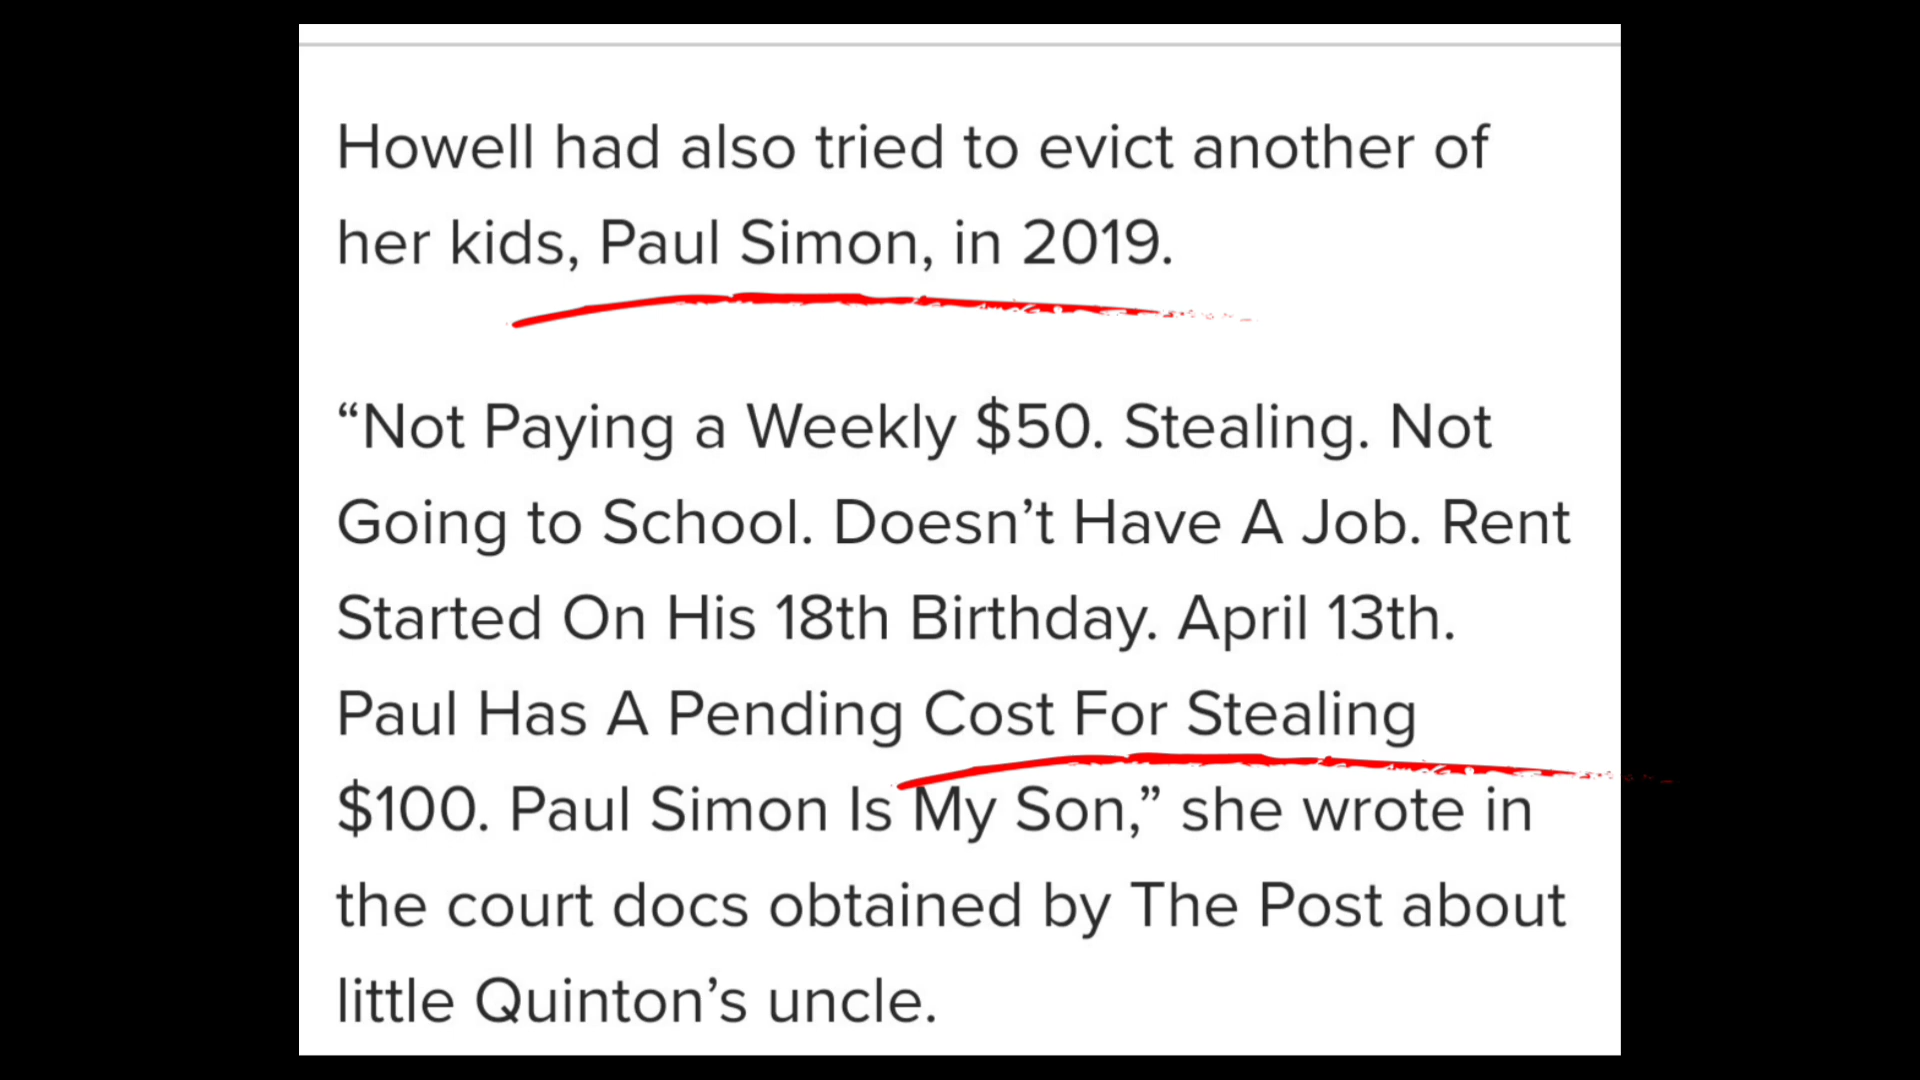 Howell had also tried to evict another of
her kids, Paul Simon, in 2019.
“Not Paying a Weekly $50. Stealing. Not
Going to School. Doesn’t Have A Job. Rent
Started On His 18th Birthday. April 13th.
Paul Has A Pending Cost For Stealing
$100. Paul Simon Is My Son,” she wrote in
the court docs obtained by The Post about
little Quinton’s uncle.